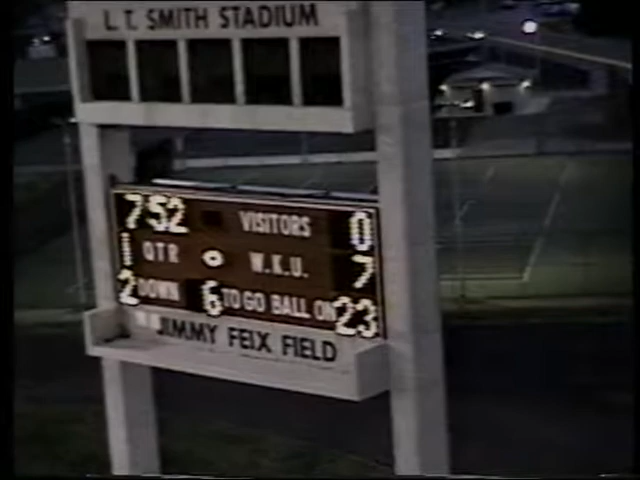 L.T. SMITH STADIUM
7 52 VISITORS 0
1 QTR W.K.U. 7
2 DOWN 6 TO GO BALL ON 23
JIMMY FEIX FIELD